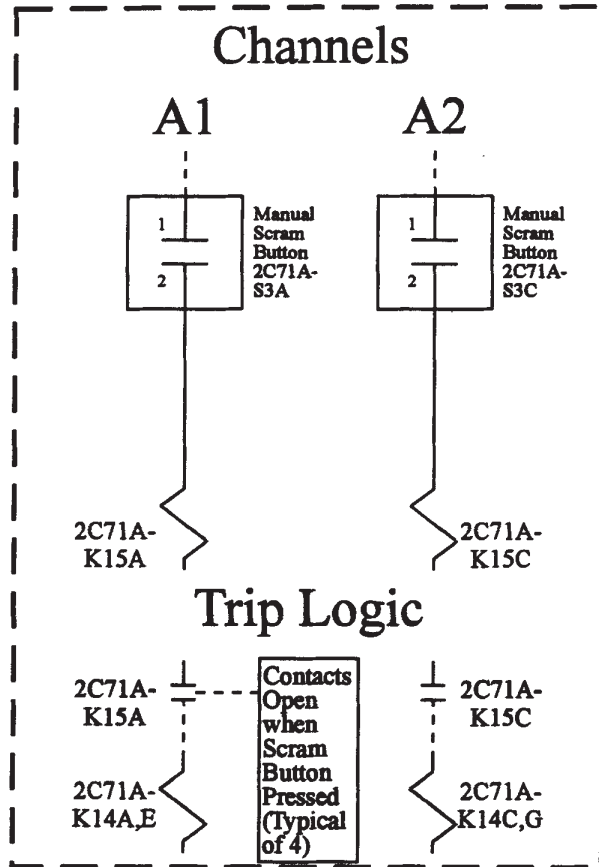 Channels
A1
A2
1
2
Manual
Scram
Button
2C71A-
S3A
1
2
Manual
Scram
Button
2C71A-
S3C
2C71A-
K15A
2C71A-
K15C
Trip Logic
2C71A-
K15A
Contacts
Open
when
Scram
Button
Pressed
(Typical
of 4)
2C71A-
K15C
2C71A-
K14A,E
2C71A-
K14C,G